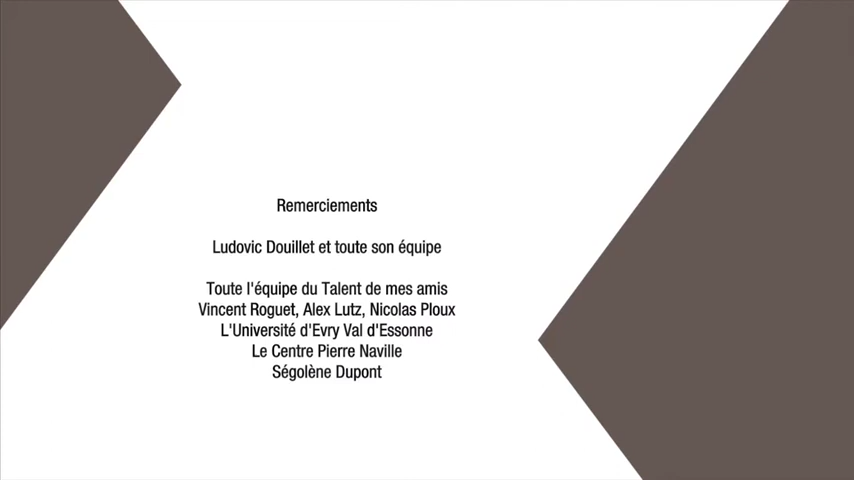 Remerciements
Ludovic Douillet et toute son équipe
Toute l'équipe du Talent de mes amis
Vincent Roguet, Alex Lutz, Nicolas Ploux
L'Université d'Evry Val d'Essonne
Le Centre Pierre Naville
Ségolène Dupont